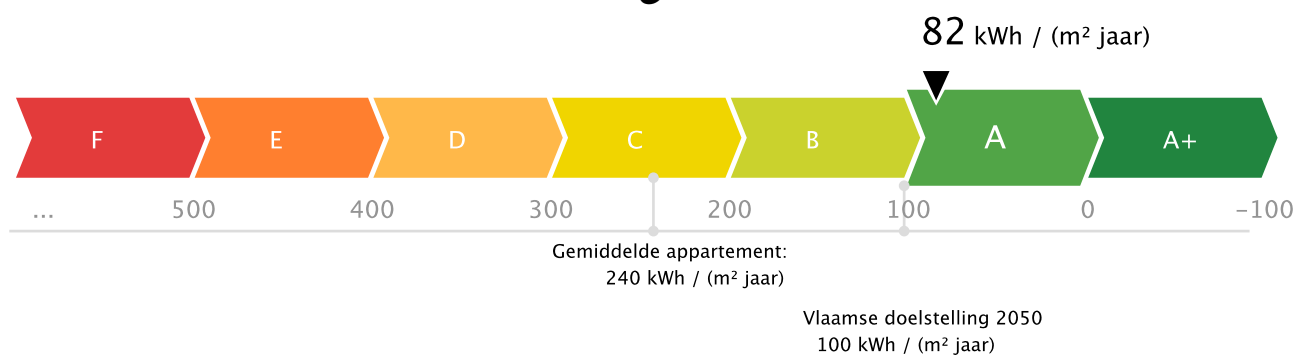 82 kWh / (m² jaar)
F E D C B A A+
... 500 400 300 200 100 0 -100
Gemiddelde appartement:
240 kWh / (m² jaar)
Vlaamse doelstelling 2050
100 kWh / (m² jaar)